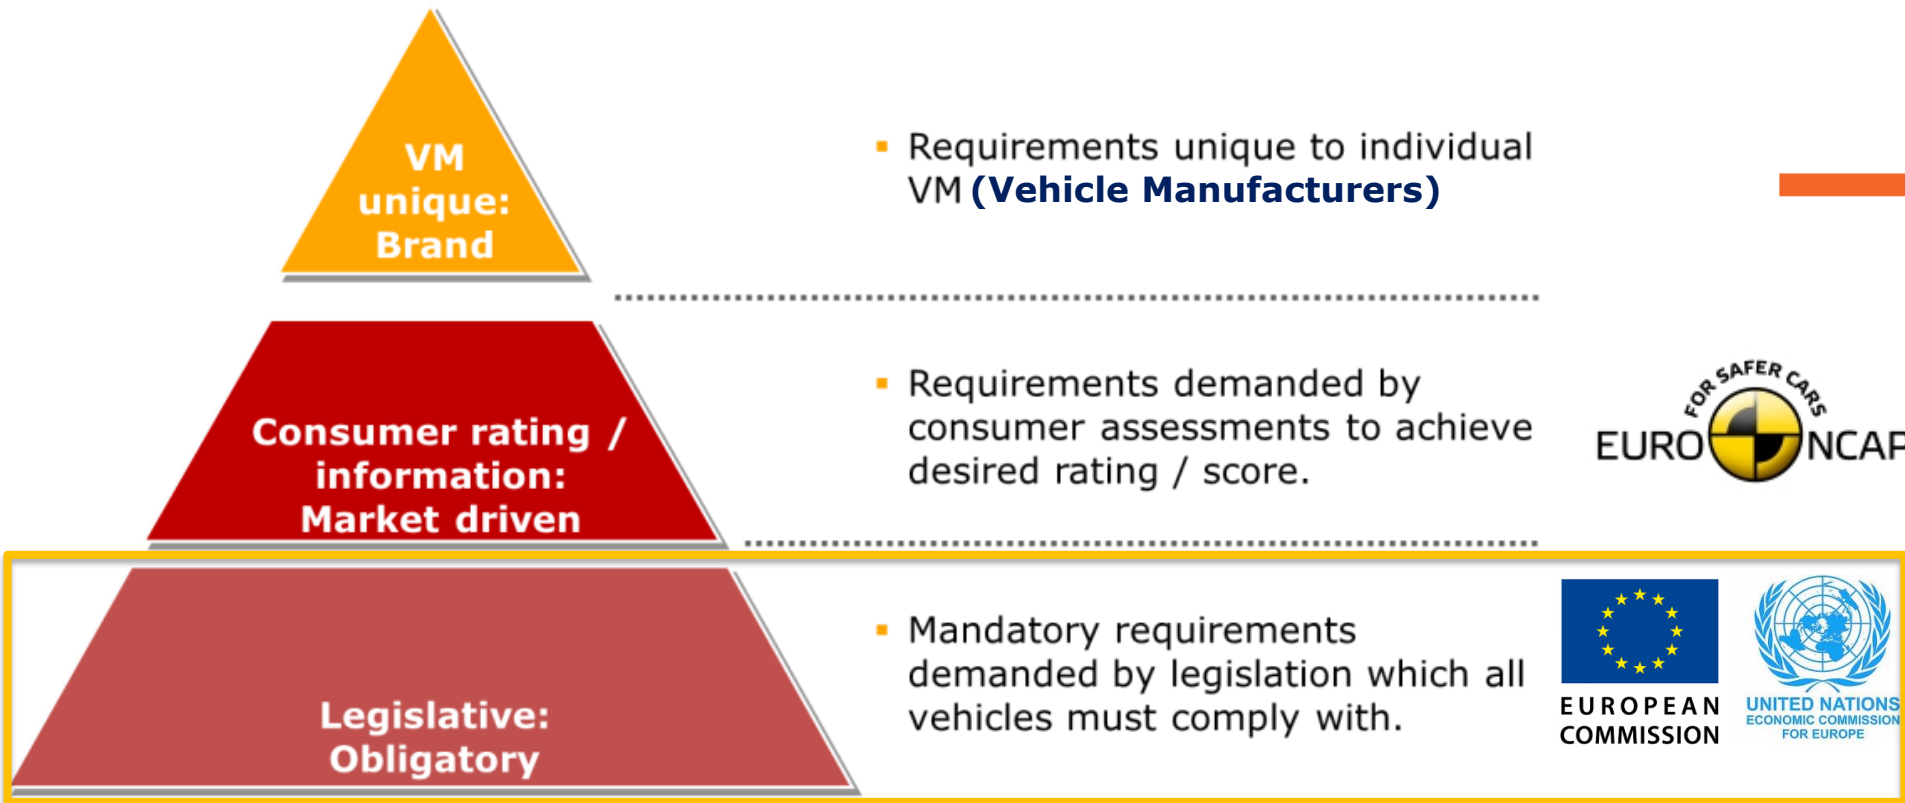 VM
unique:
Brand
▪ Requirements unique to individual
VM (Vehicle Manufacturers)
Consumer rating /
information:
Market driven
▪ Requirements demanded by
consumer assessments to achieve
desired rating / score.
FOR SAFER CARS
EURO NCAP
Legislative:
Obligatory
▪ Mandatory requirements
demanded by legislation which all
vehicles must comply with.
EUROPEAN
COMMISSION
UNITED NATIONS
ECONOMIC COMMISSION
FOR EUROPE